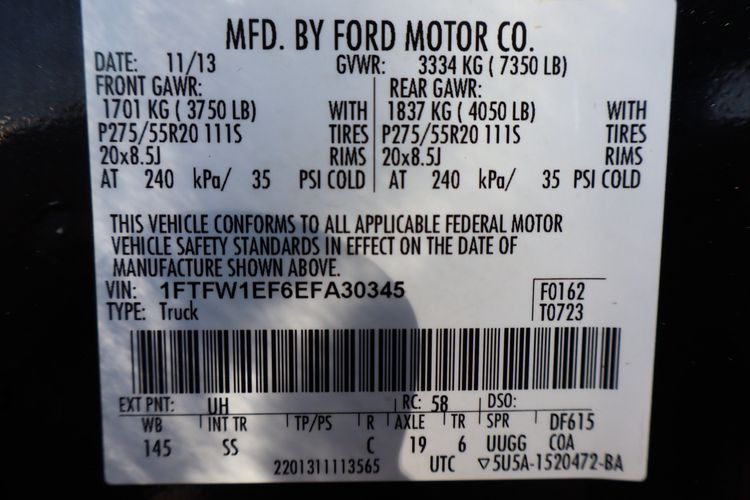 MFD. BY FORD MOTOR CO.
DATE: 11/13 GVWR: 3334 KG ( 7350 LB)
FRONT GAWR: REAR GAWR:
1701 KG ( 3750 LB) WITH 1837 KG ( 4050 LB) WITH
P275/55R20 111S TIRES P275/55R20 111S TIRES
20x8.5J RIMS 20x8.5J RIMS
AT 240 kPa/ 35 PSI COLD AT 240 kPa/ 35 PSI COLD
THIS VEHICLE CONFORMS TO ALL APPLICABLE FEDERAL MOTOR
VEHICLE SAFETY STANDARDS IN EFFECT ON THE DATE OF
MANUFACTURE SHOWN ABOVE.
VIN: 1FTFW1EF6EFA30345 F0162
TYPE: Truck T0723
EXT PNT: UH RC: 58 DSO:
WB INT TR TP/PS R AXLE TR SPR DF615
145 SS C 19 6 UUGG COA
2201311113565 UTC ▽5U5A-1520472-BA